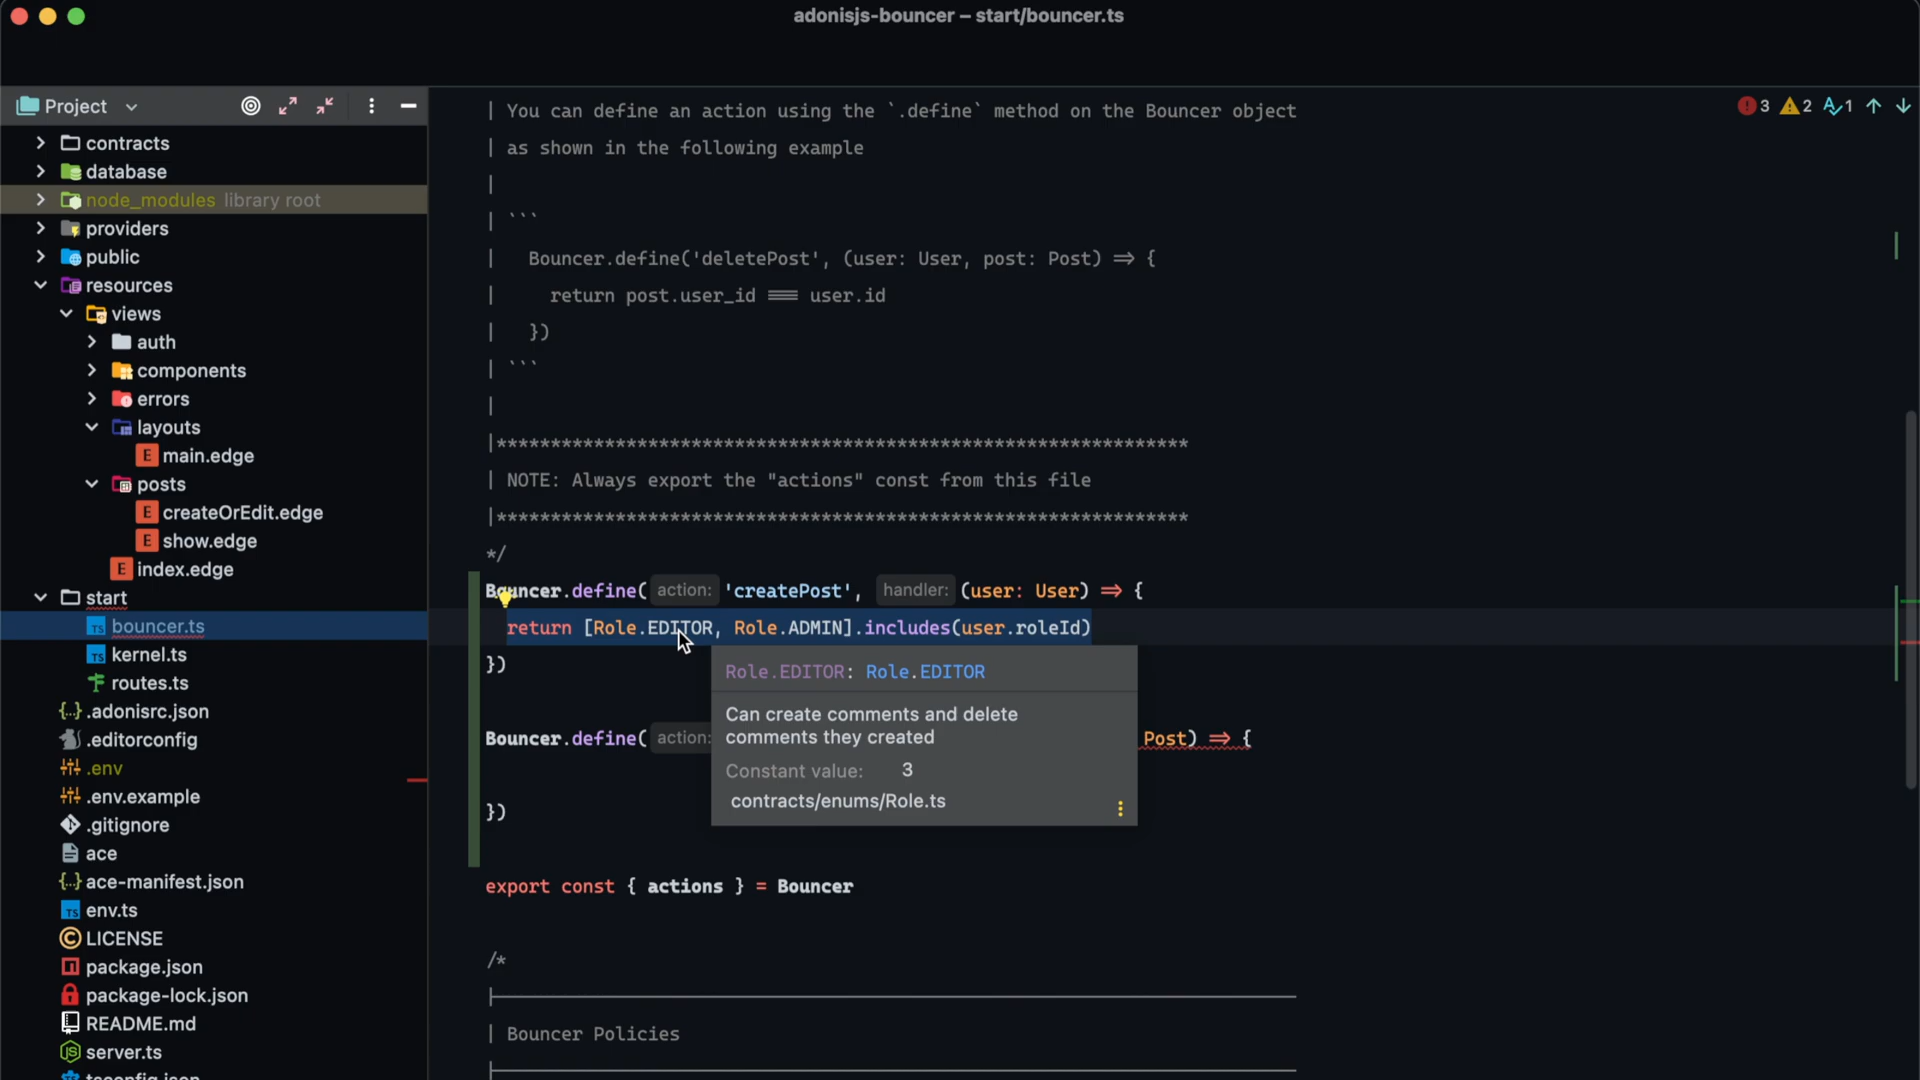 adonisjs-bouncer – start/bouncer.ts
Project
contracts
database
node_modules library root
providers
public
resources
views
auth
components
errors
layouts
E main.edge
posts
E createOrEdit.edge
E show.edge
E index.edge
start
TS bouncer.ts
TS kernel.ts
routes.ts
{..} .adonisrc.json
.editorconfig
.env
.env.example
.gitignore
ace
{..} ace-manifest.json
TS env.ts
LICENSE
package.json
package-lock.json
README.md
server.ts
tsconfig.json
3 2 1
| You can define an action using the `.define` method on the Bouncer object
| as shown in the following example
|
| ```
| Bouncer.define('deletePost', (user: User, post: Post) => {
| return post.user_id === user.id
| })
| ```
|
|****************************************************************
| NOTE: Always export the "actions" const from this file
|****************************************************************
*/
Bouncer.define( action: 'createPost', handler: (user: User) => {
return [Role.EDITOR, Role.ADMIN].includes(user.roleId)
})
Role.EDITOR: Role.EDITOR
Can create comments and delete
comments they created
Constant value: 3
contracts/enums/Role.ts
Bouncer.define( action: Post) => {
})
export const { actions } = Bouncer
/*
| Bouncer Policies